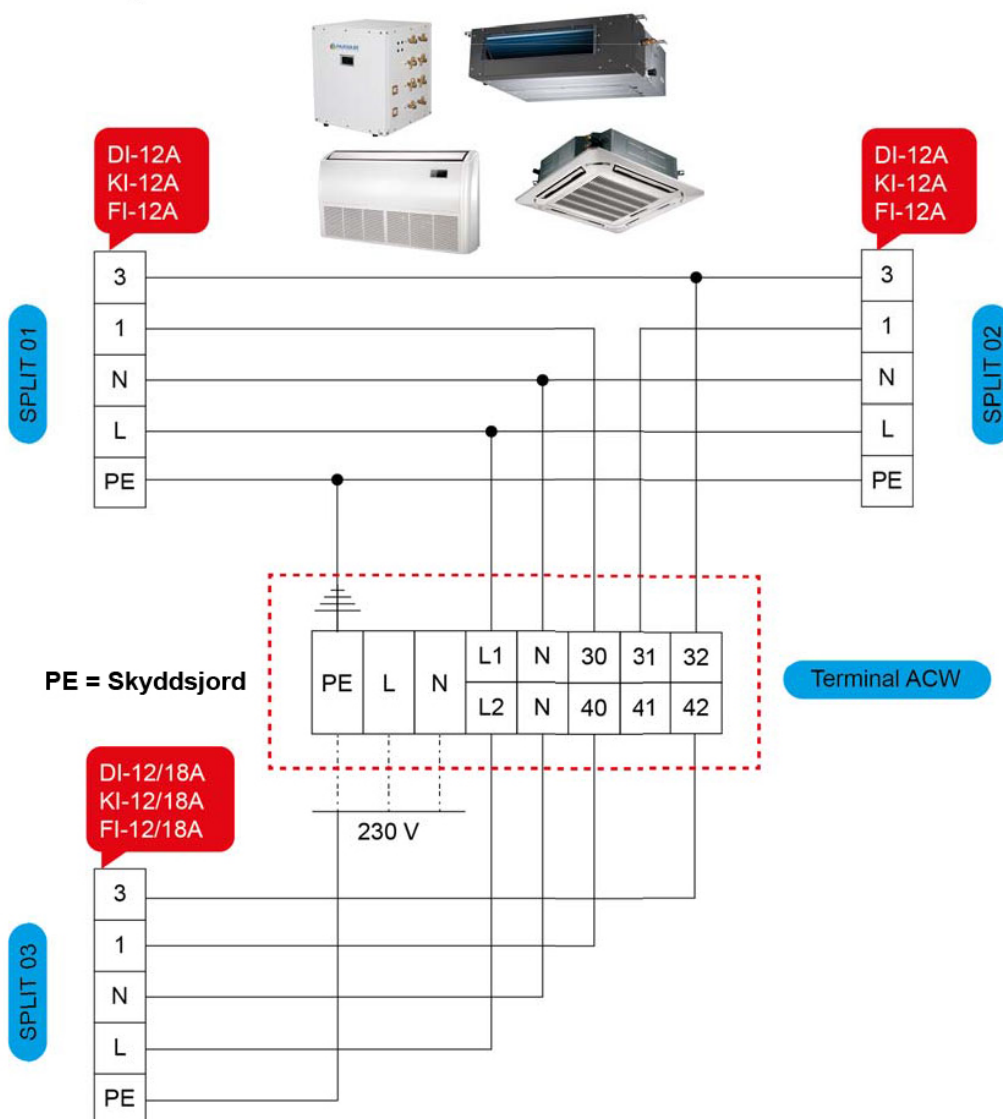 DI-12A
KI-12A
FI-12A
DI-12A
KI-12A
FI-12A
3
1
N
L
PE
SPLIT 01
3
1
N
L
PE
SPLIT 02
PE = Skyddsjord
PE L N L1 N 30 31 32
L2 N 40 41 42
Terminal ACW
230 V
DI-12/18A
KI-12/18A
FI-12/18A
3
1
N
L
PE
SPLIT 03